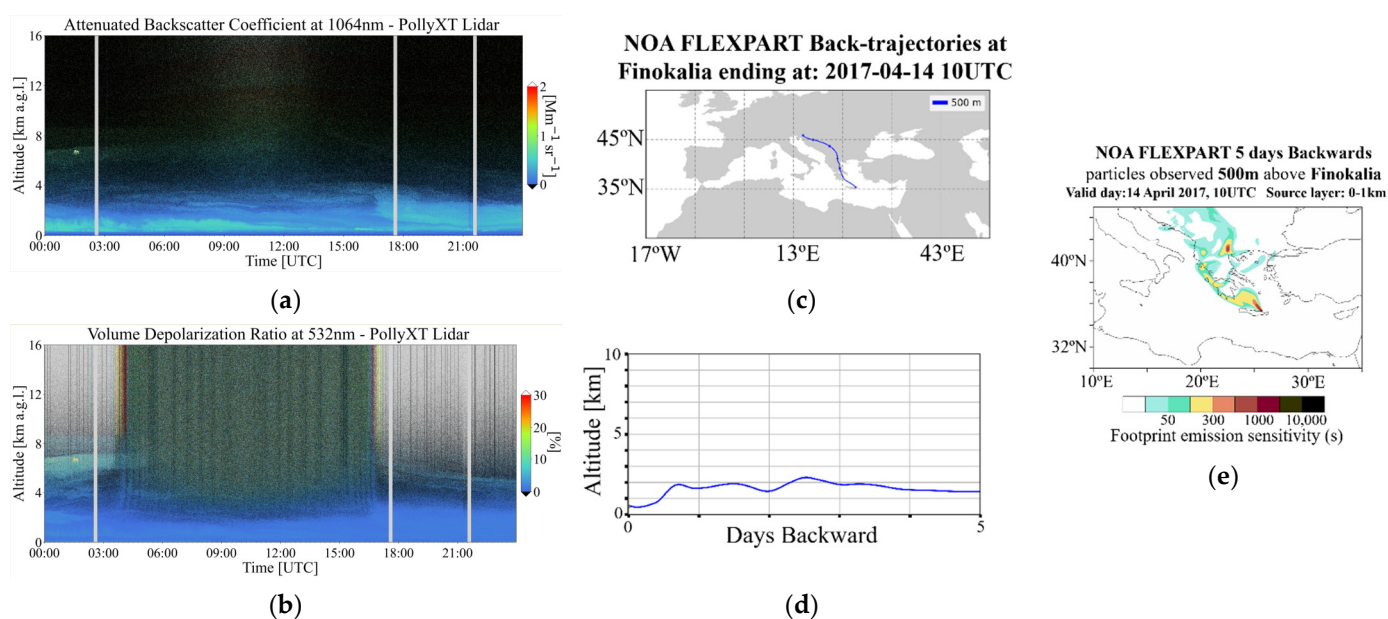 Attenuated Backscatter Coefficient at 1064nm - PollyXT Lidar
Altitude [km a.g.l.]
16
12
8
4
0
00:00 03:00 06:00 09:00 12:00 15:00 18:00 21:00
Time [UTC]
2
1
0
[Mm⁻¹ sr⁻¹]
(a)
Volume Depolarization Ratio at 532nm - PollyXT Lidar
Altitude [km a.g.l.]
16
12
8
4
0
00:00 03:00 06:00 09:00 12:00 15:00 18:00 21:00
Time [UTC]
30
20
10
0
[%]
(b)
NOA FLEXPART Back-trajectories at
Finokalia ending at: 2017-04-14 10UTC
500 m
45ºN
35ºN
17ºW 13ºE 43ºE
(c)
Altitude [km]
10
5
0
0 5
Days Backward
(d)
NOA FLEXPART 5 days Backwards
particles observed 500m above Finokalia
Valid day:14 April 2017, 10UTC Source layer: 0-1km
40ºN
32ºN
10ºE 20ºE 30ºE
50 300 1000 10,000
Footprint emission sensitivity (s)
(e)